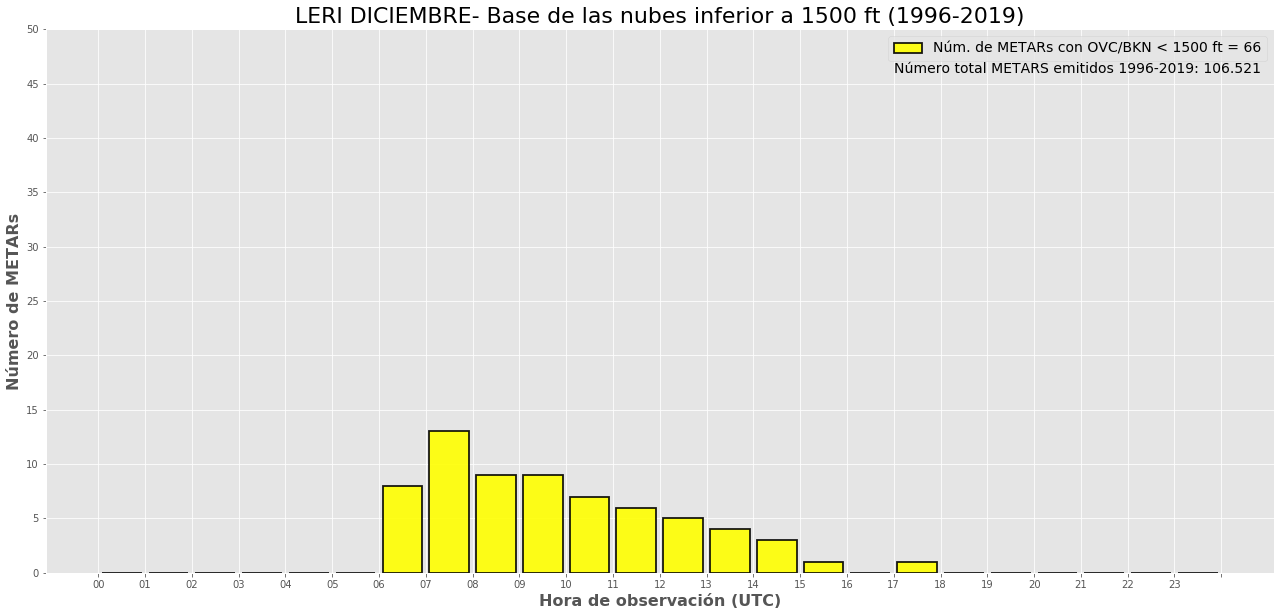 LERI DICIEMBRE- Base de las nubes inferior a 1500 ft (1996-2019)
Núm. de METARs con OVC/BKN < 1500 ft = 66
Número total METARS emitidos 1996-2019: 106.521
50
45
40
35
30
25
20
15
10
5
0
Número de METARs
00 01 02 03 04 05 06 07 08 09 10 11 12 13 14 15 16 17 18 19 20 21 22 23
Hora de observación (UTC)